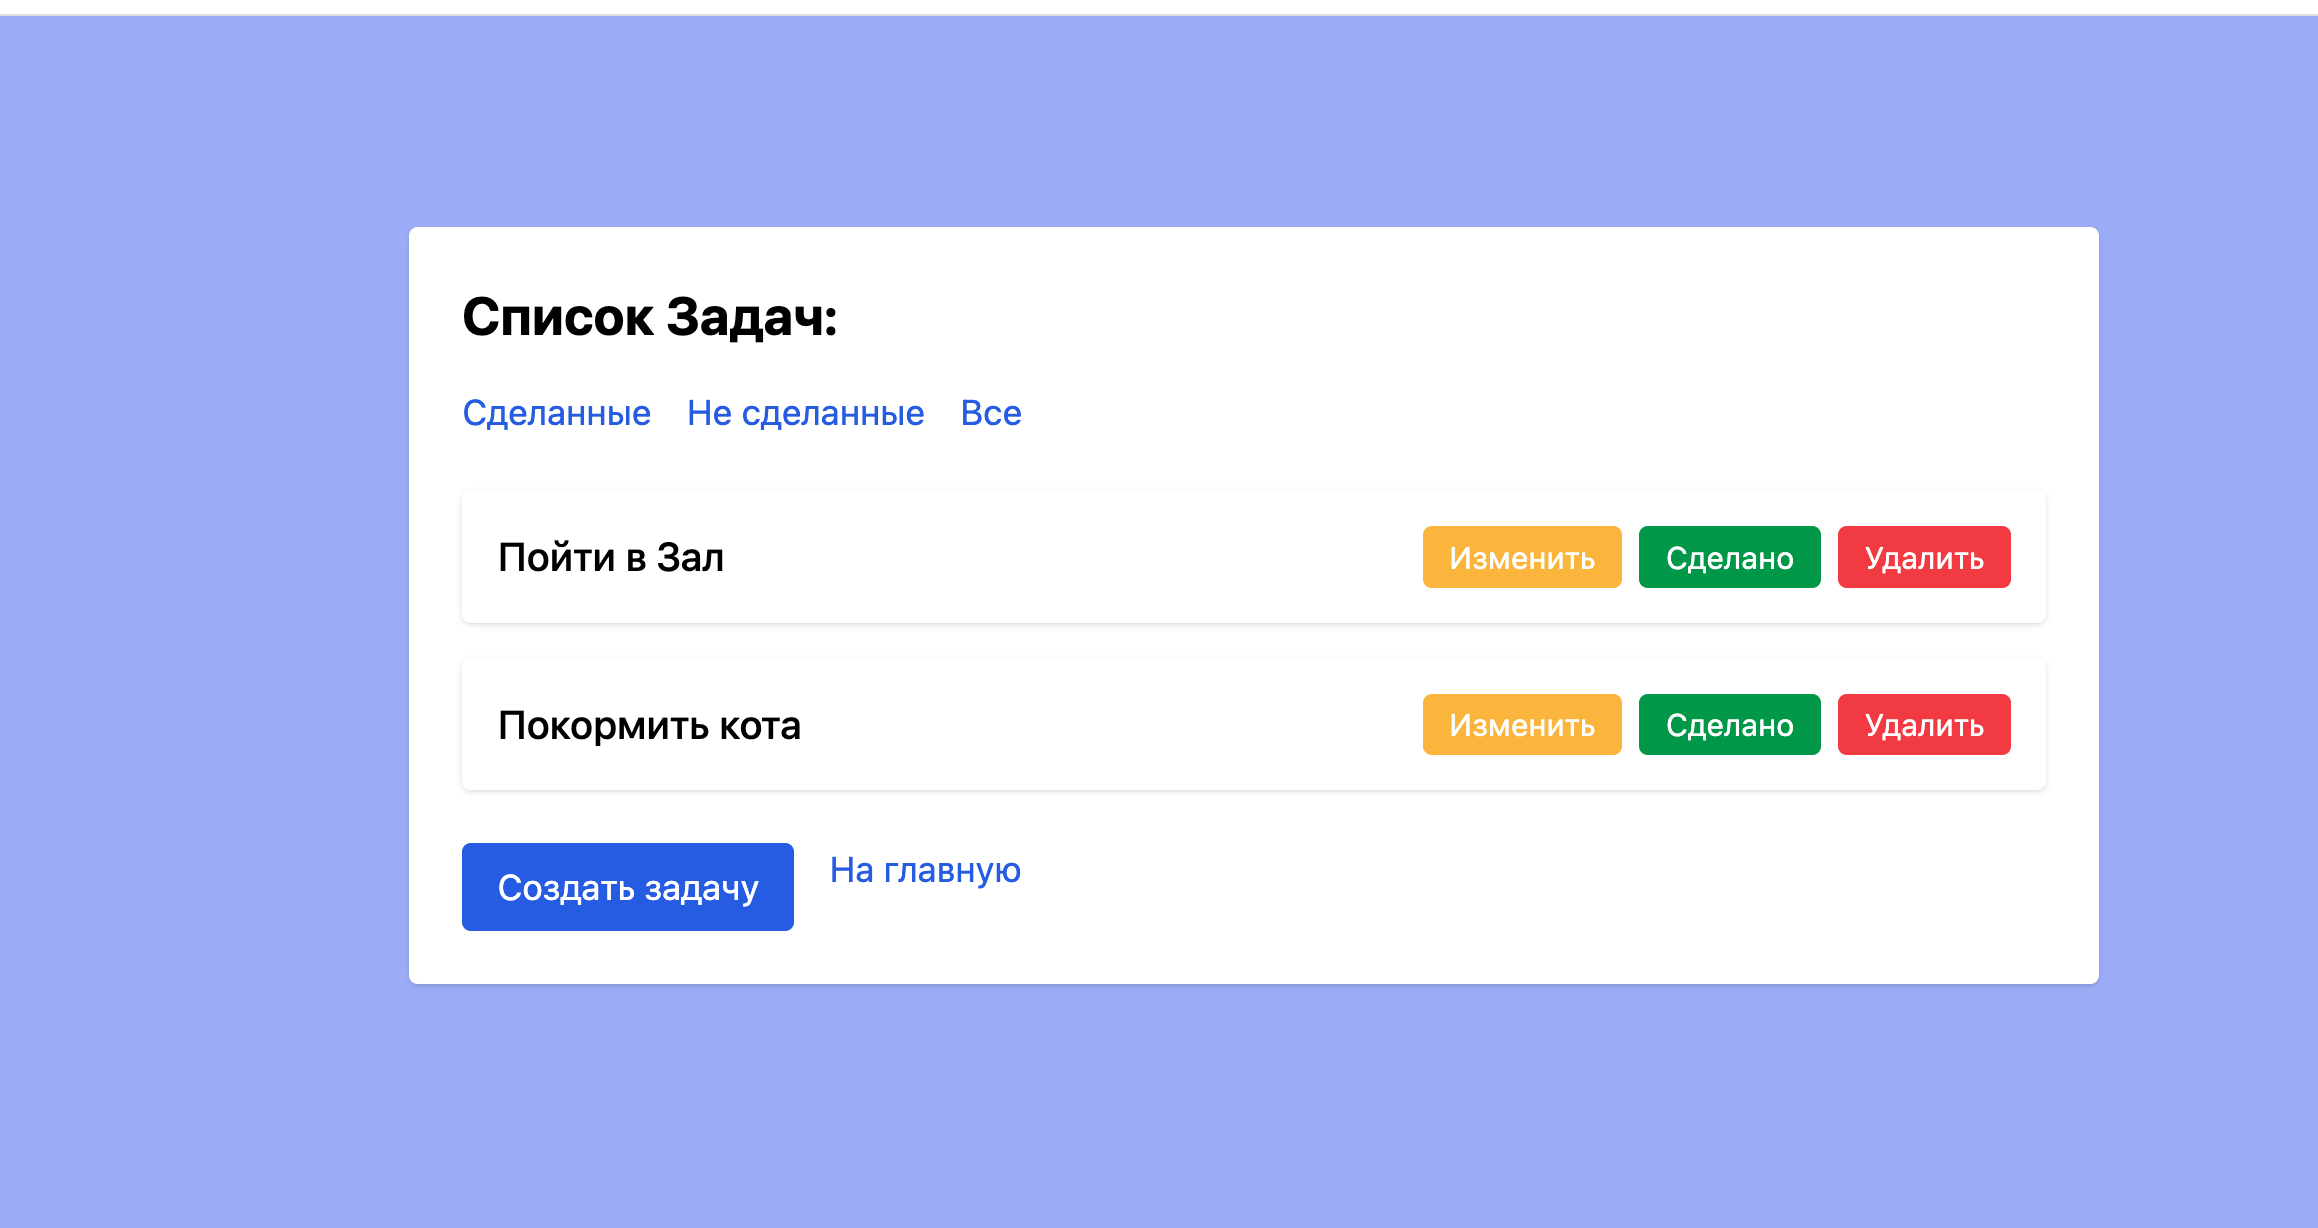 Список Задач:
Сделанные Не сделанные Все
Пойти в Зал Изменить Сделано Удалить
Покормить кота Изменить Сделано Удалить
Создать задачу На главную